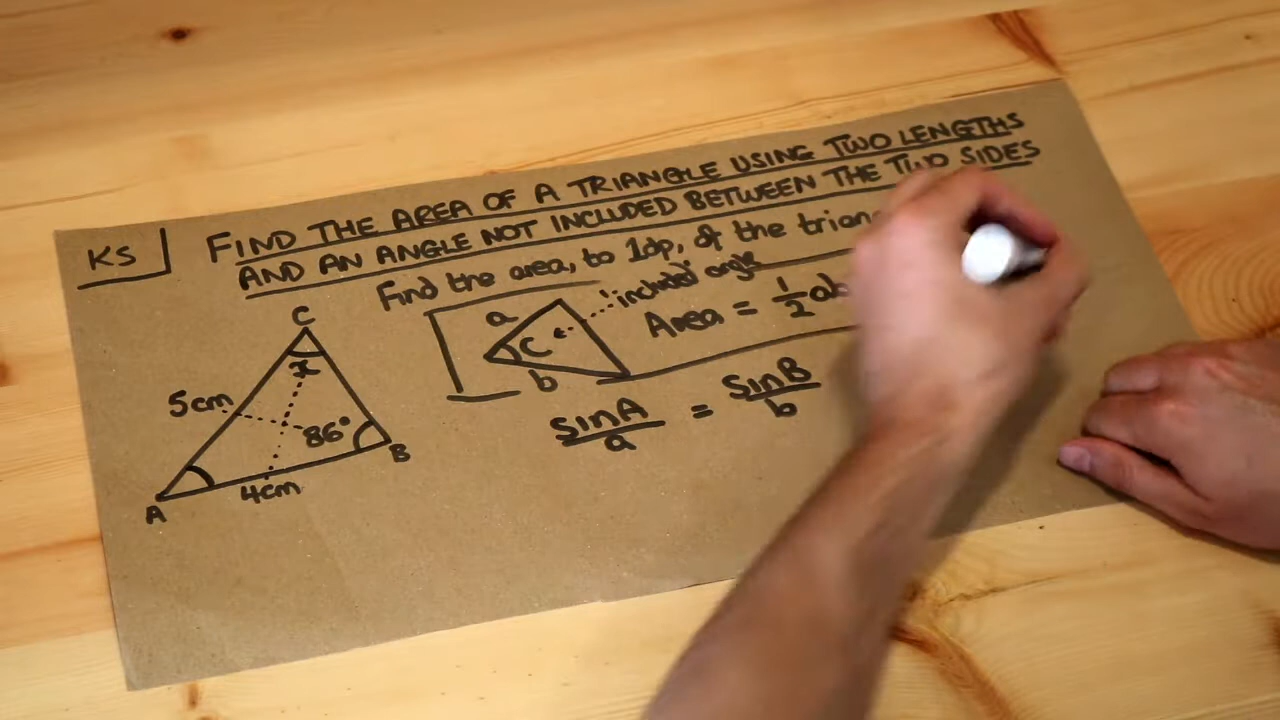 KS
FIND THE AREA OF A TRIANGLE USING TWO LENGTHS
AND AN ANGLE NOT INCLUDED BETWEEN THE TWO SIDES
Find the area, to 1dp, of the
"included" angle
Area = 1/2 ab
a
C
b
C
x
5cm
86°
B
4cm
A
sinA/a = sinB/b